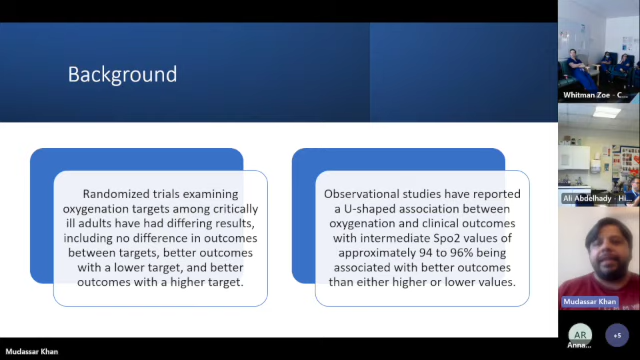 Background
Randomized trials examining
oxygenation targets among critically
ill adults have had differing results,
including no difference in outcomes
between targets, better outcomes
with a lower target, and better
outcomes with a higher target.
Observational studies have reported
a U-shaped association between
oxygenation and clinical outcomes
with intermediate Spo2 values of
approximately 94 to 96% being
associated with better outcomes
than either higher or lower values.
Whitman Zoe - C...
Ali Abdelhady - Hi...
Mudassar Khan
AR
Anna...
+5
Mudassar Khan